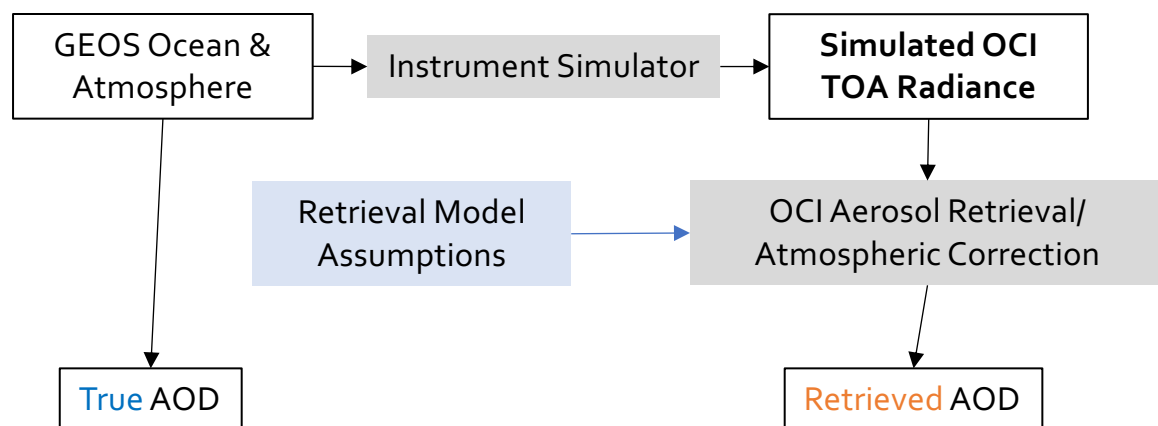 GEOS Ocean &
Atmosphere
Instrument Simulator
Simulated OCI
TOA Radiance
Retrieval Model
Assumptions
OCI Aerosol Retrieval/
Atmospheric Correction
True AOD
Retrieved AOD